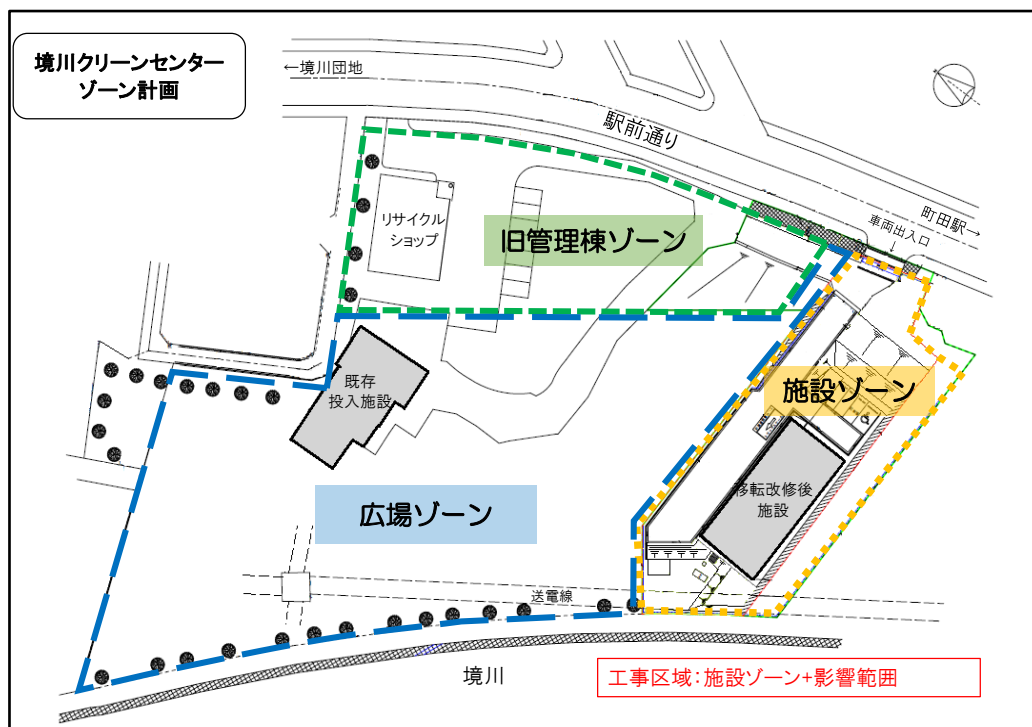 境川クリーンセンター
ゾーン計画
←境川団地
駅前通り
町田駅→
車両出入口
リサイクル
ショップ
旧管理棟ゾーン
施設ゾーン
既存
投入施設
移転改修後
施設
広場ゾーン
送電線
境川
工事区域:施設ゾーン+影響範囲